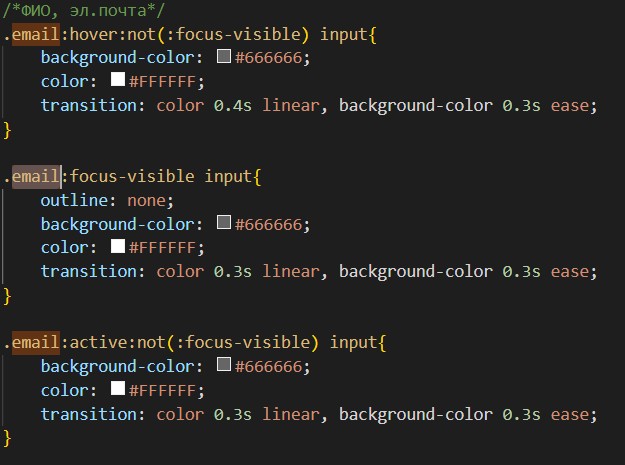 /*ФИО, эл.почта*/
.email:hover:not(:focus-visible) input{
background-color: #666666;
color: #FFFFFF;
transition: color 0.4s linear, background-color 0.3s ease;
}
.email:focus-visible input{
outline: none;
background-color: #666666;
color: #FFFFFF;
transition: color 0.3s linear, background-color 0.3s ease;
}
.email:active:not(:focus-visible) input{
background-color: #666666;
color: #FFFFFF;
transition: color 0.3s linear, background-color 0.3s ease;
}